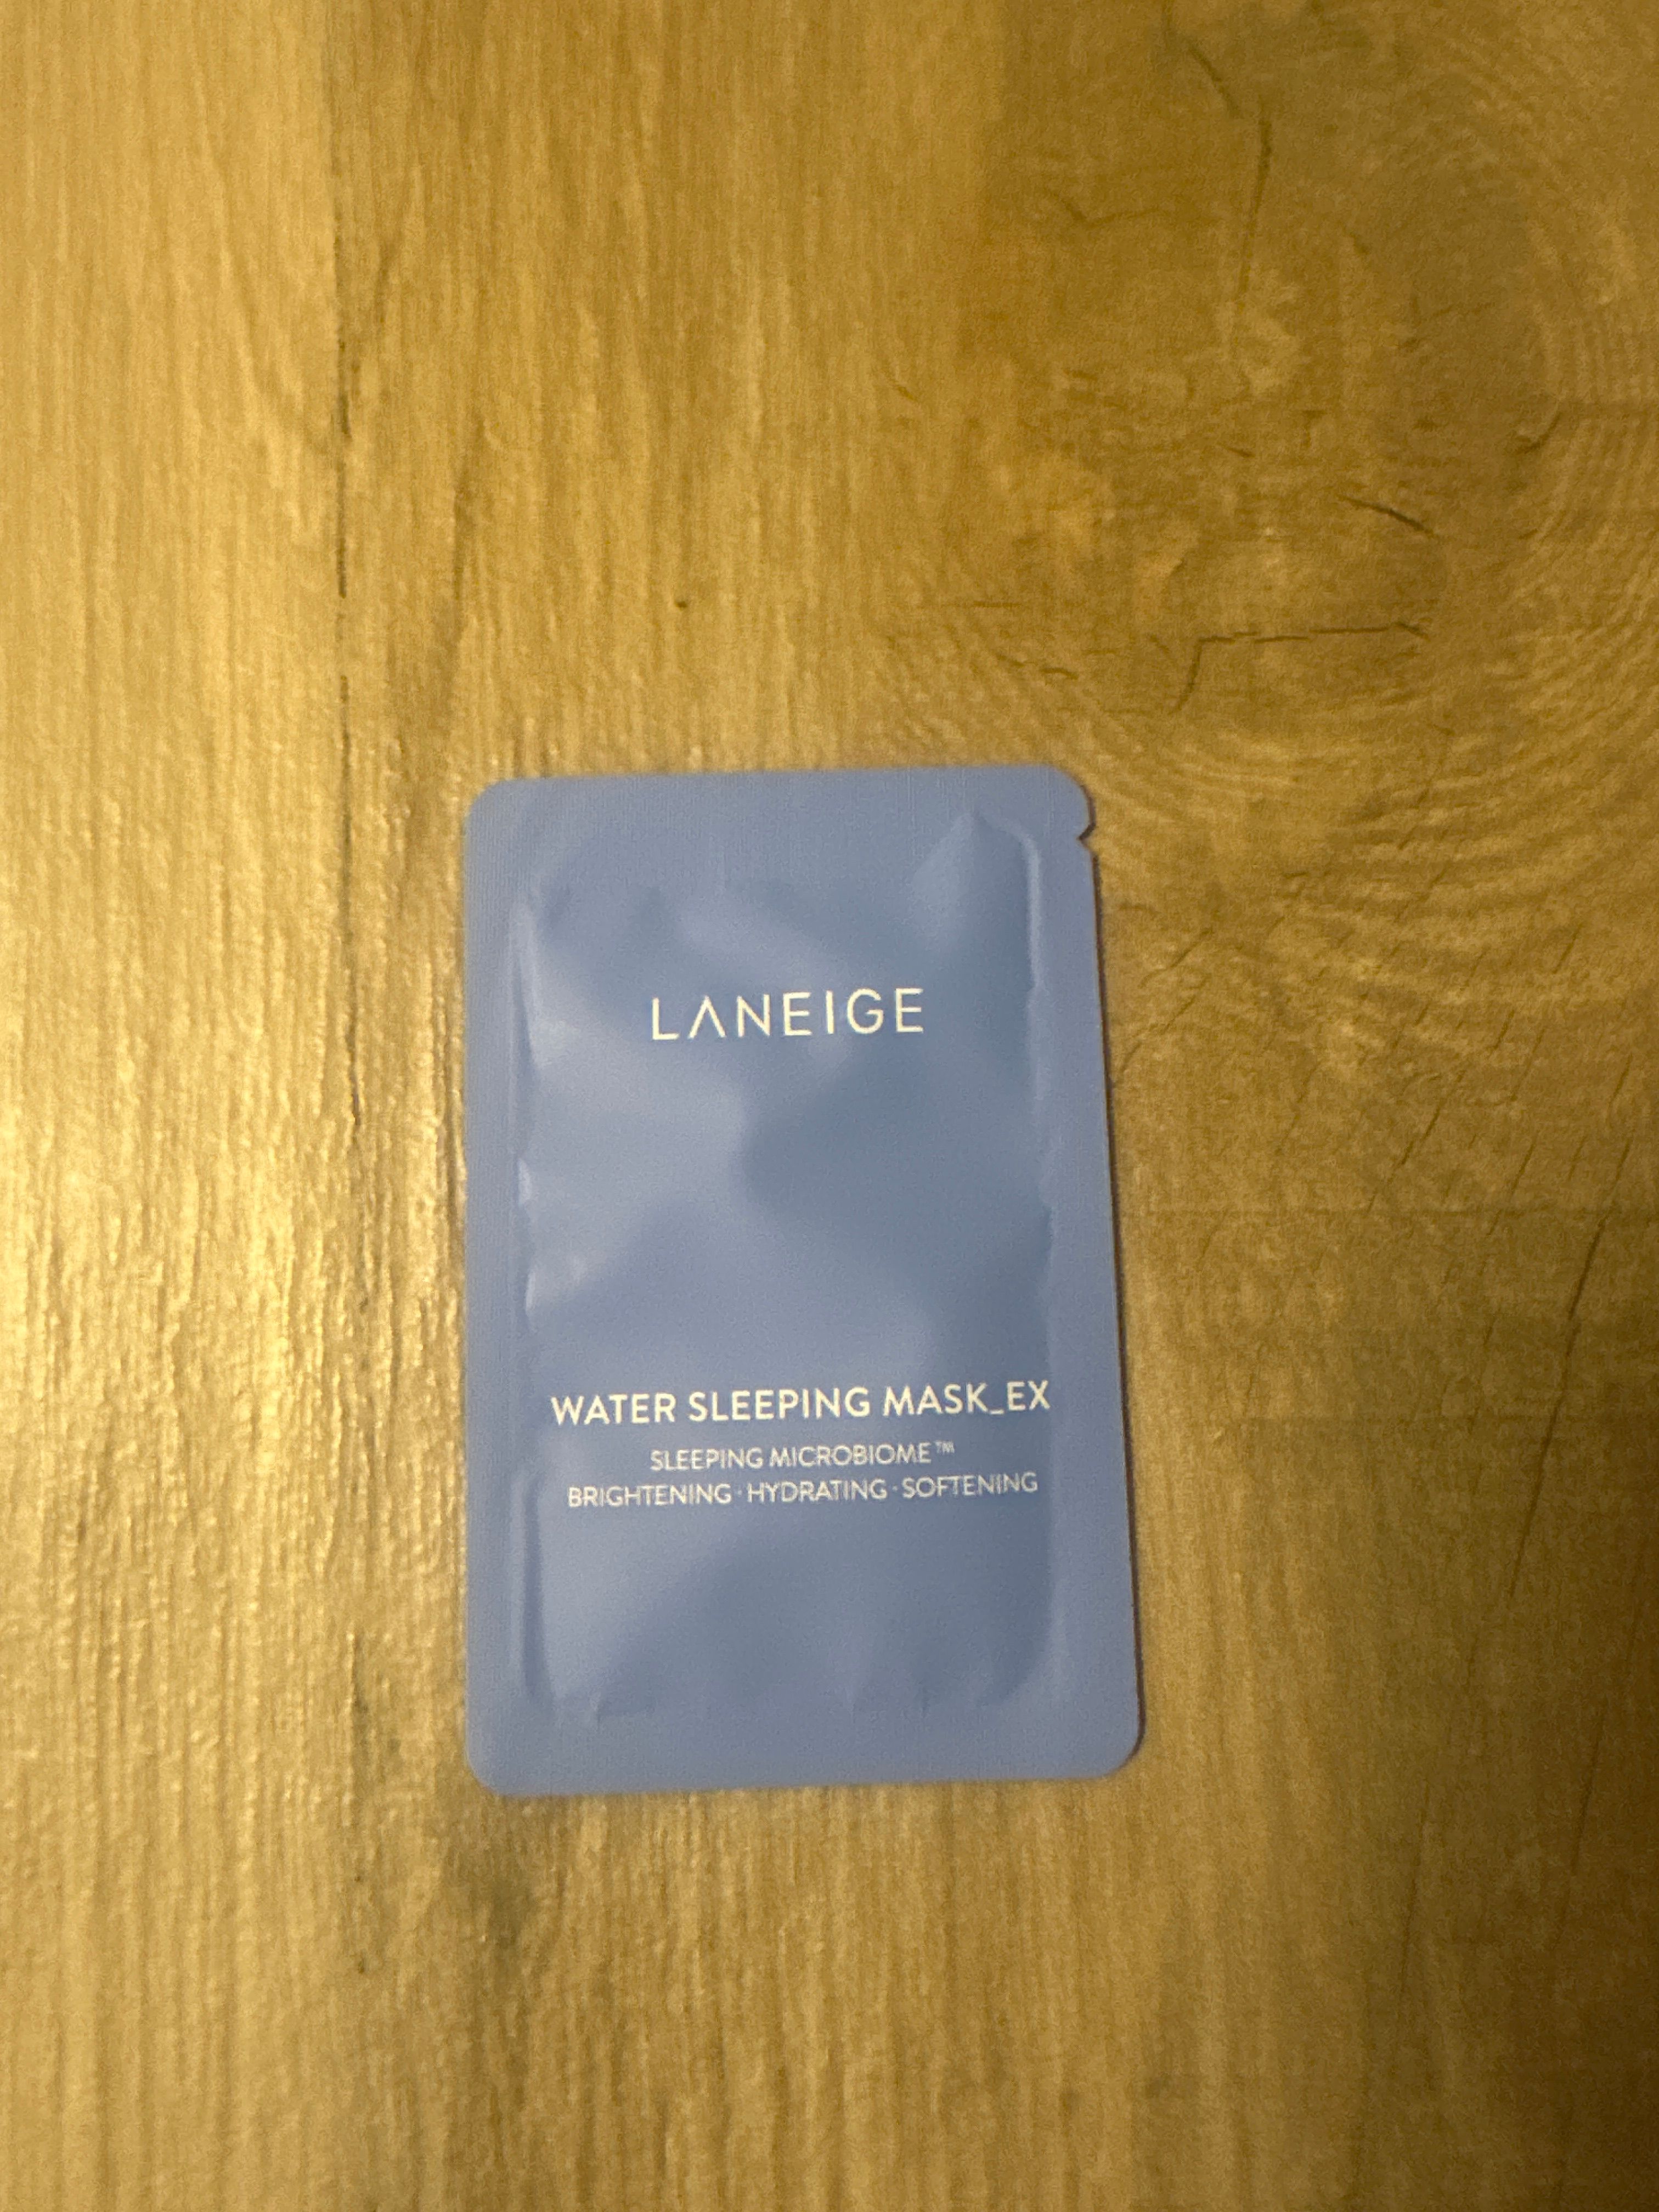 LANEIGE
WATER SLEEPING MASK_EX
SLEEPING MICROBIOME™
BRIGHTENING · HYDRATING · SOFTENING